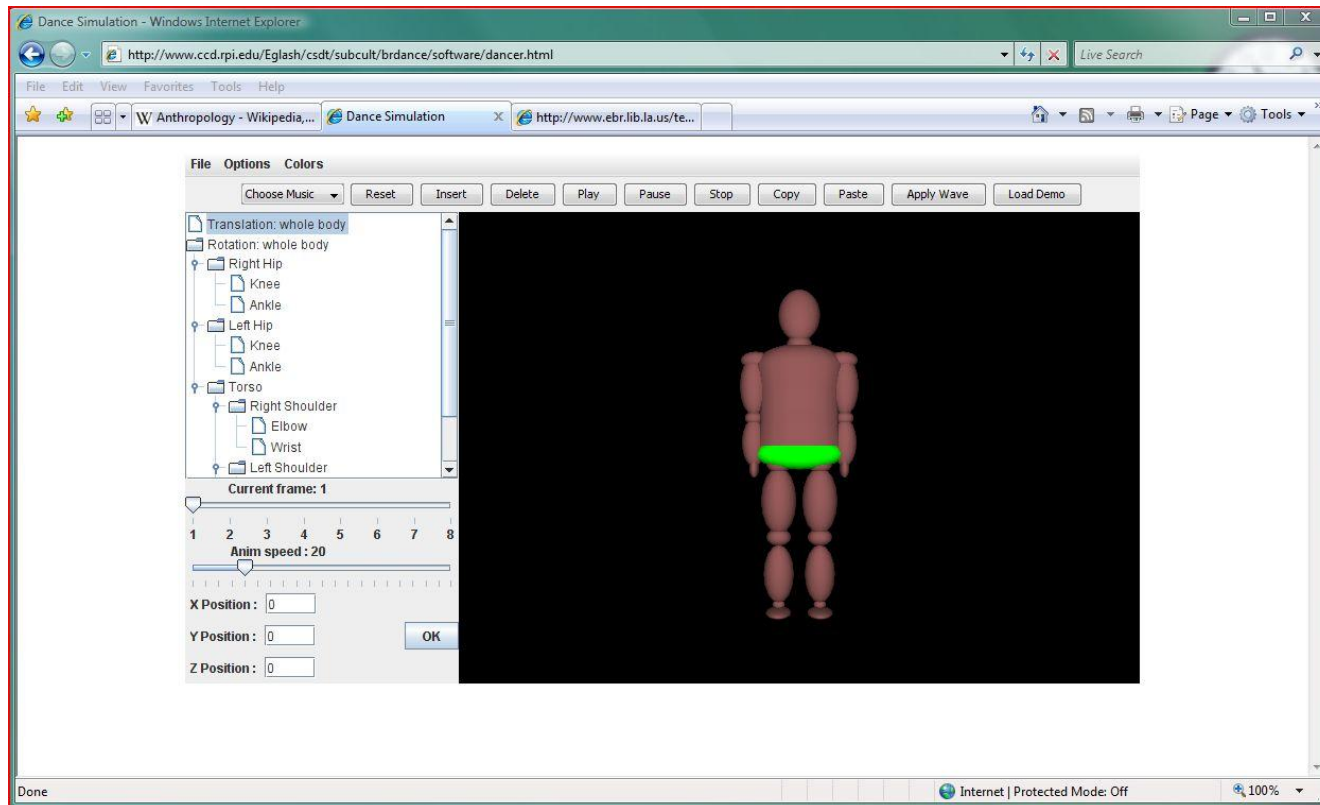 Dance Simulation - Windows Internet Explorer
http://www.ccd.rpi.edu/Eglash/csdt/subcult/brdance/software/dancer.html
Live Search
File Edit View Favorites Tools Help
Anthropology - Wikipedia,... Dance Simulation X http://www.ebr.lib.la.us/te... Page Tools
File Options Colors
Choose Music Reset Insert Delete Play Pause Stop Copy Paste Apply Wave Load Demo
Translation: whole body
Rotation: whole body
Right Hip
Knee
Ankle
Left Hip
Knee
Ankle
Torso
Right Shoulder
Elbow
Wrist
Left Shoulder
Current frame: 1
1 2 3 4 5 6 7 8
Anim speed : 20
X Position : 0
Y Position : 0 OK
Z Position : 0
Done Internet | Protected Mode: Off 100%